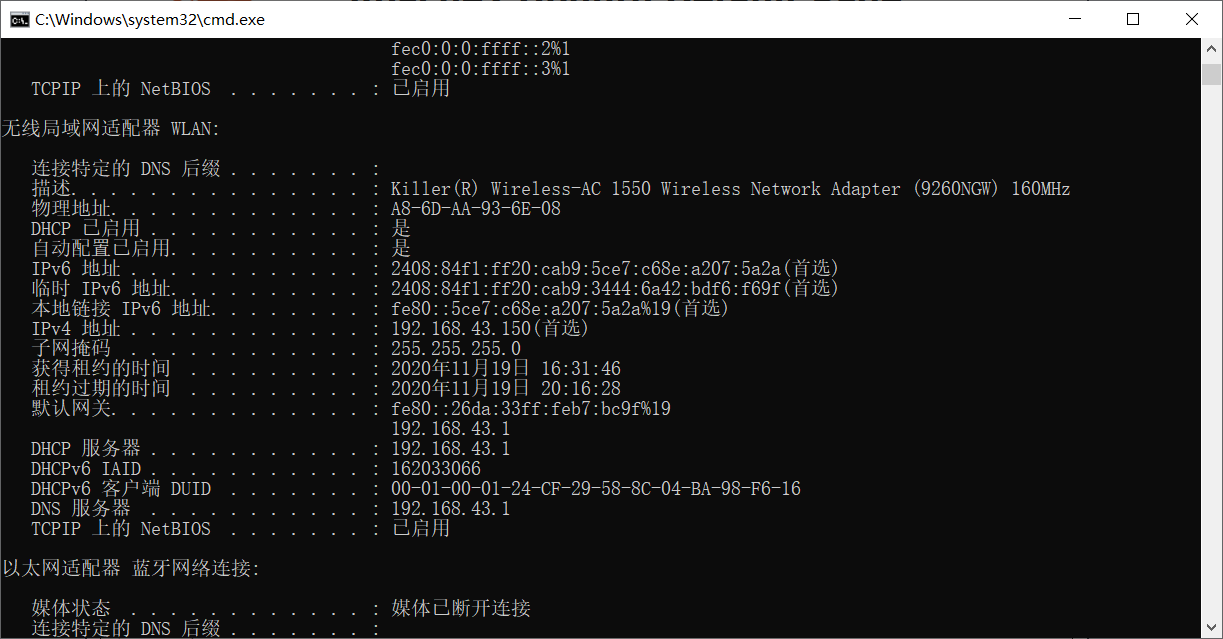 C:\Windows\system32\cmd.exe
fec0:0:0:ffff::2%1
fec0:0:0:ffff::3%1
TCPIP 上的 NetBIOS . . . . . . . : 已启用
无线局域网适配器 WLAN:
连接特定的 DNS 后缀 . . . . . . . :
描述. . . . . . . . . . . . . . . : Killer(R) Wireless-AC 1550 Wireless Network Adapter (9260NGW) 160MHz
物理地址. . . . . . . . . . . . . : A8-6D-AA-93-6E-08
DHCP 已启用 . . . . . . . . . . . : 是
自动配置已启用. . . . . . . . . . : 是
IPv6 地址 . . . . . . . . . . . . : 2408:84f1:ff20:cab9:5ce7:c68e:a207:5a2a(首选)
临时 IPv6 地址. . . . . . . . . . : 2408:84f1:ff20:cab9:3444:6a42:bdf6:f69f(首选)
本地链接 IPv6 地址. . . . . . . . : fe80::5ce7:c68e:a207:5a2a%19(首选)
IPv4 地址 . . . . . . . . . . . . : 192.168.43.150(首选)
子网掩码  . . . . . . . . . . . . : 255.255.255.0
获得租约的时间  . . . . . . . . . : 2020年11月19日 16:31:46
租约过期的时间  . . . . . . . . . : 2020年11月19日 20:16:28
默认网关. . . . . . . . . . . . . : fe80::26da:33ff:feb7:bc9f%19
192.168.43.1
DHCP 服务器 . . . . . . . . . . . : 192.168.43.1
DHCPv6 IAID . . . . . . . . . . . : 162033066
DHCPv6 客户端 DUID  . . . . . . . : 00-01-00-01-24-CF-29-58-8C-04-BA-98-F6-16
DNS 服务器  . . . . . . . . . . . : 192.168.43.1
TCPIP 上的 NetBIOS  . . . . . . . : 已启用
以太网适配器 蓝牙网络连接:
媒体状态  . . . . . . . . . . . . : 媒体已断开连接
连接特定的 DNS 后缀 . . . . . . . :